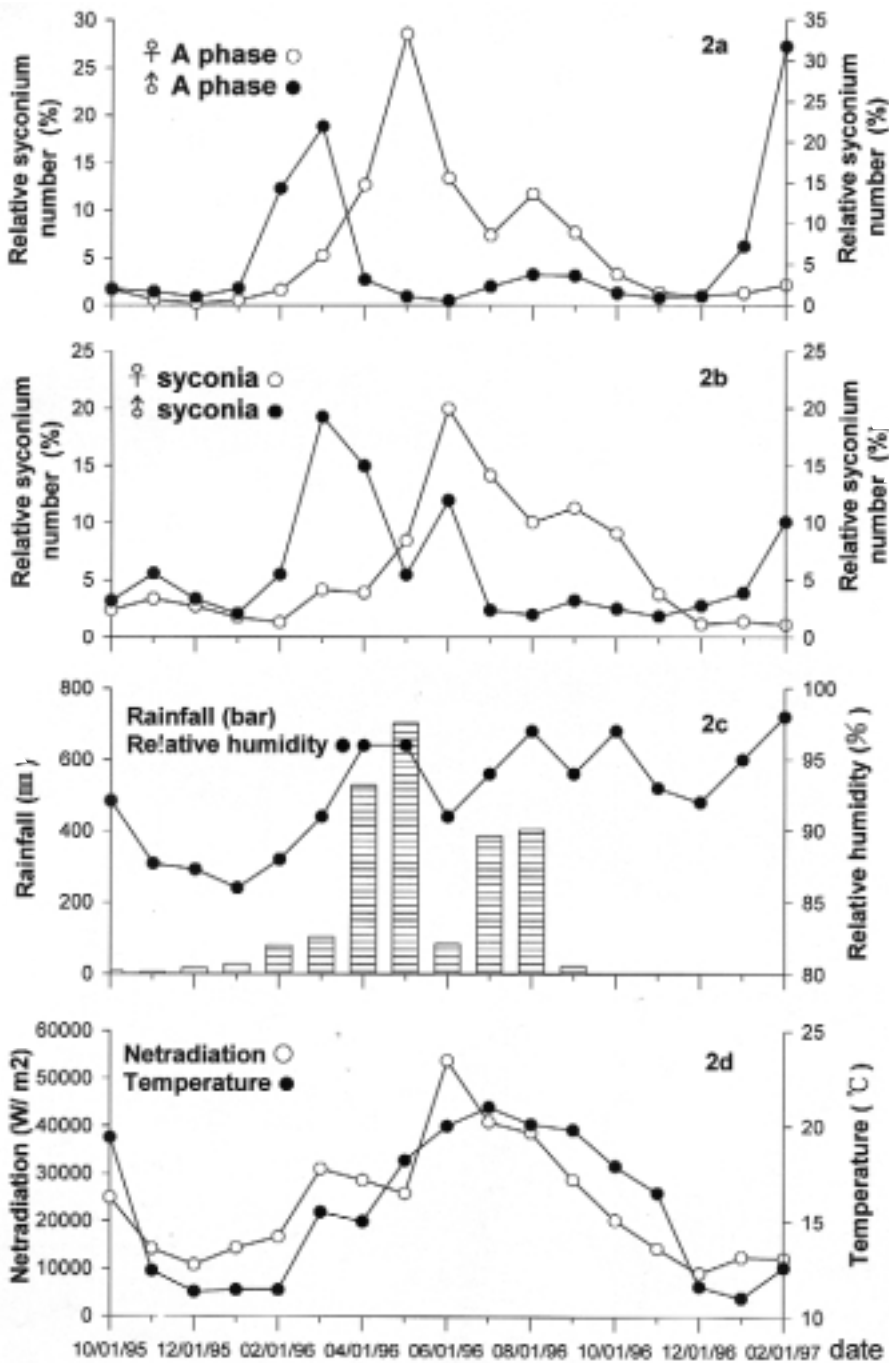 2a
♀ A phase ○
♂ A phase ●
Relative syconium number (%)
30
25
20
15
10
5
0
35
30
25
20
15
10
5
0
Relative syconium number (%)
2b
♀ syconia ○
♂ syconia ●
Relative syconium number (%)
25
20
15
10
5
0
25
20
15
10
5
0
Relative syconium number (%)
2c
Rainfall (bar)
Relative humidity ●
Rainfall
800
600
400
200
0
100
95
90
85
80
Relative humidity (%)
2d
Netradiation ○
Temperature ●
Netradiation (W/ m2)
60000
50000
40000
30000
20000
10000
0
25
20
15
10
Temperature (℃)
10/01/95 12/01/95 02/01/96 04/01/96 06/01/96 08/01/96 10/01/96 12/01/96 02/01/97 date